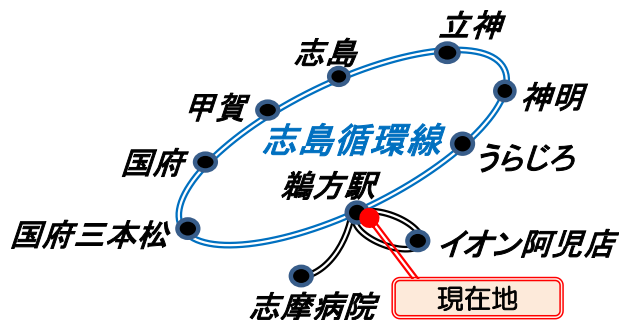 立神
志島
神明
甲賀
志島循環線
うらじろ
国府
鵜方駅
国府三本松
イオン阿児店
志摩病院
現在地